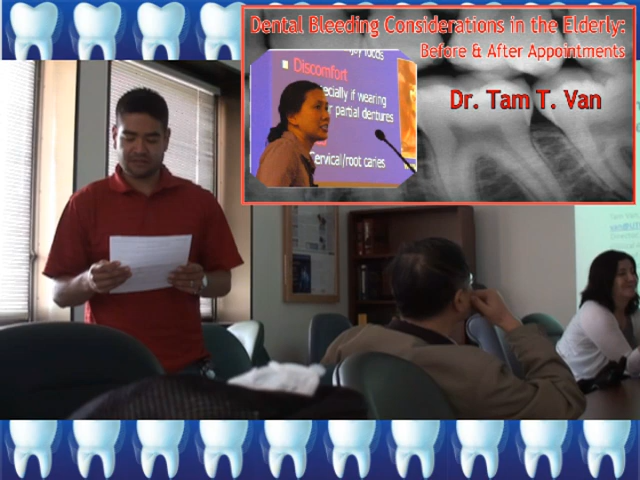 Dental Bleeding Considerations in the Elderly:
Before & After Appointments
Dr. Tam T. Van
Discomfort
if wearing
partial dentures
Cervical/root caries